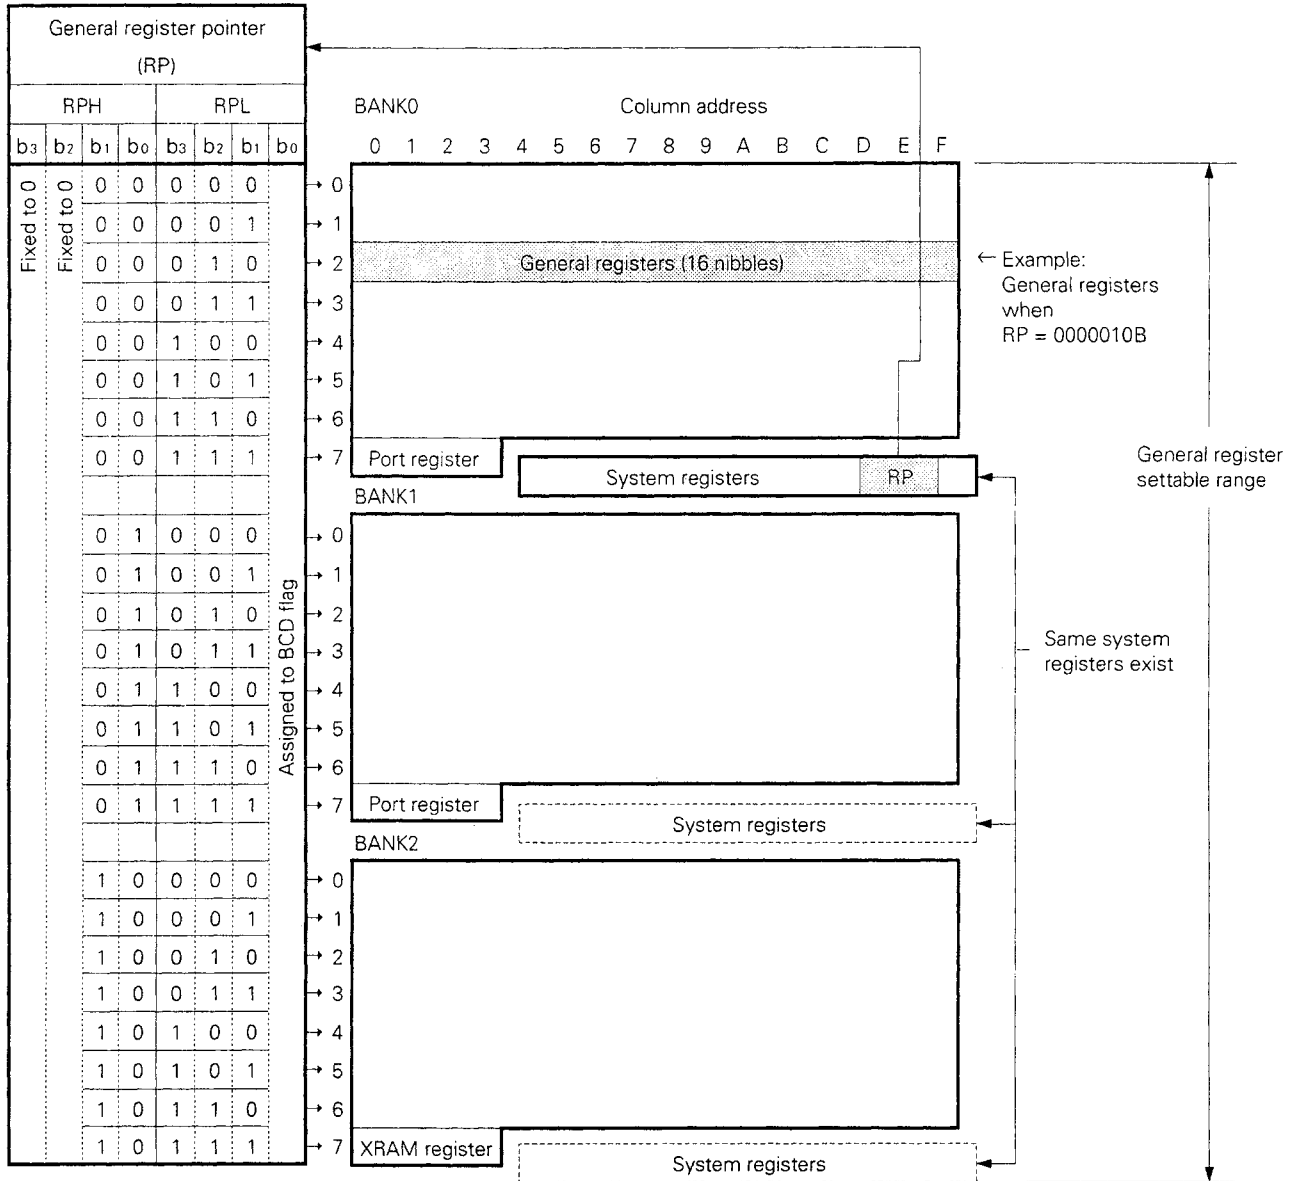 General register pointer
(RP)
RPH RPL
b3 b2 b1 b0 b3 b2 b1 b0
BANK0 Column address
0 1 2 3 4 5 6 7 8 9 A B C D E F
Fixed to 0
Fixed to 0
Assigned to BCD flag
0 0 0 0 0 → 0
0 0 0 0 1 → 1
0 0 0 1 0 → 2 General registers (16 nibbles)
← Example:
General registers
when
RP = 0000010B
0 0 0 1 1 → 3
0 0 1 0 0 → 4
0 0 1 0 1 → 5
0 0 1 1 0 → 6
0 0 1 1 1 → 7 Port register System registers RP
General register
settable range
BANK1
0 1 0 0 0 → 0
0 1 0 0 1 → 1
0 1 0 1 0 → 2
0 1 0 1 1 → 3
Same system
registers exist
0 1 1 0 0 → 4
0 1 1 0 1 → 5
0 1 1 1 0 → 6
0 1 1 1 1 → 7 Port register System registers
BANK2
1 0 0 0 0 → 0
1 0 0 0 1 → 1
1 0 0 1 0 → 2
1 0 0 1 1 → 3
1 0 1 0 0 → 4
1 0 1 0 1 → 5
1 0 1 1 0 → 6
1 0 1 1 1 → 7 XRAM register System registers